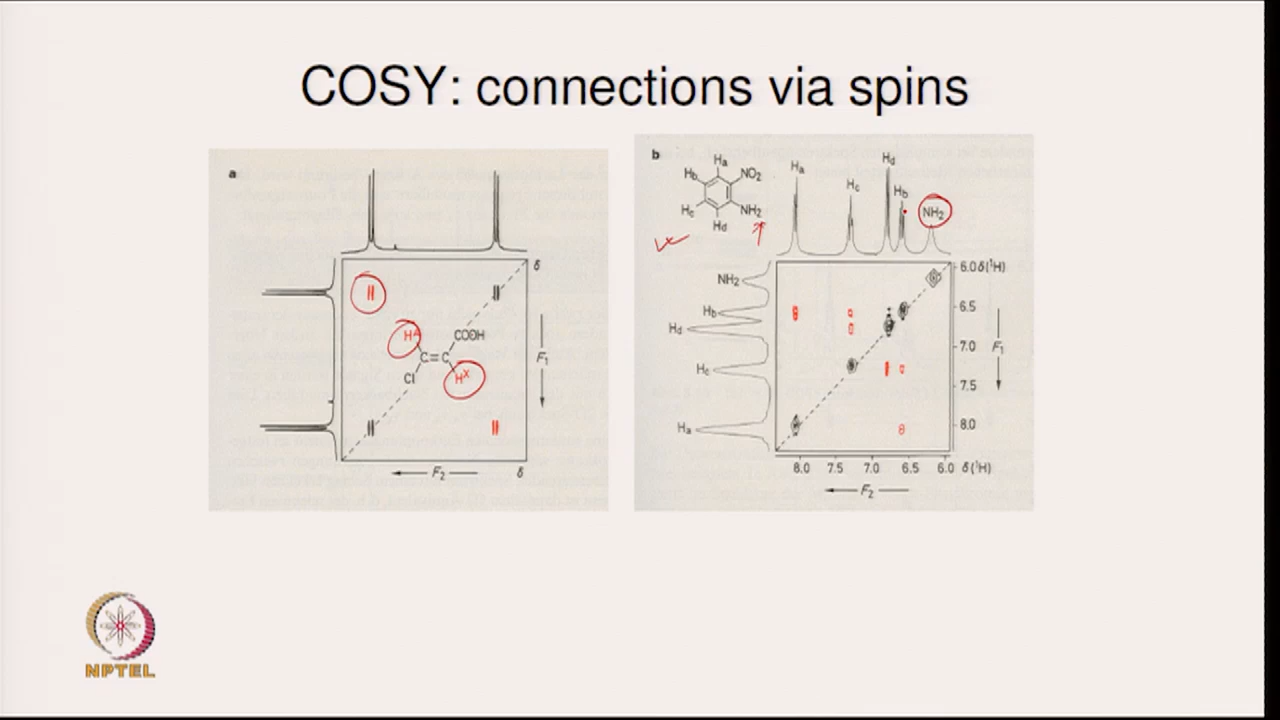 COSY: connections via spins
a
δ
Hᴬ
COOH
C=C
Cl
Hˣ
F₁
F₂
δ
b
Ha
Hb
NO₂
Hc
NH₂
Hd
Ha
Hc
Hd
Hb
NH₂
NH₂
Hb
Hd
Hc
Ha
6.0 δ(¹H)
6.5
7.0
F₁
7.5
8.0
8.0 7.5 7.0 6.5 6.0 δ(¹H)
F₂
NPTEL